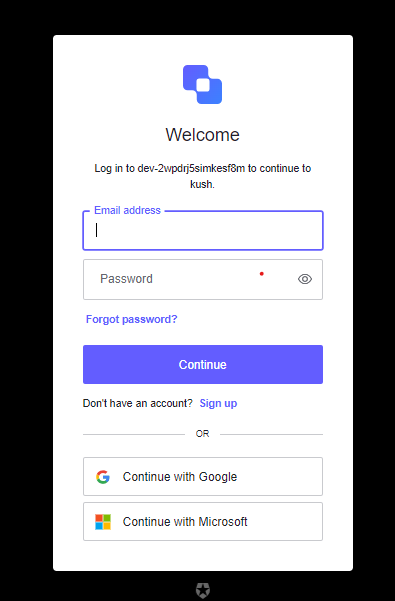 Welcome
Log in to dev-2wpdrj5simkesf8m to continue to
kush.
Email address
Password
Forgot password?
Continue
Don't have an account? Sign up
OR
Continue with Google
Continue with Microsoft